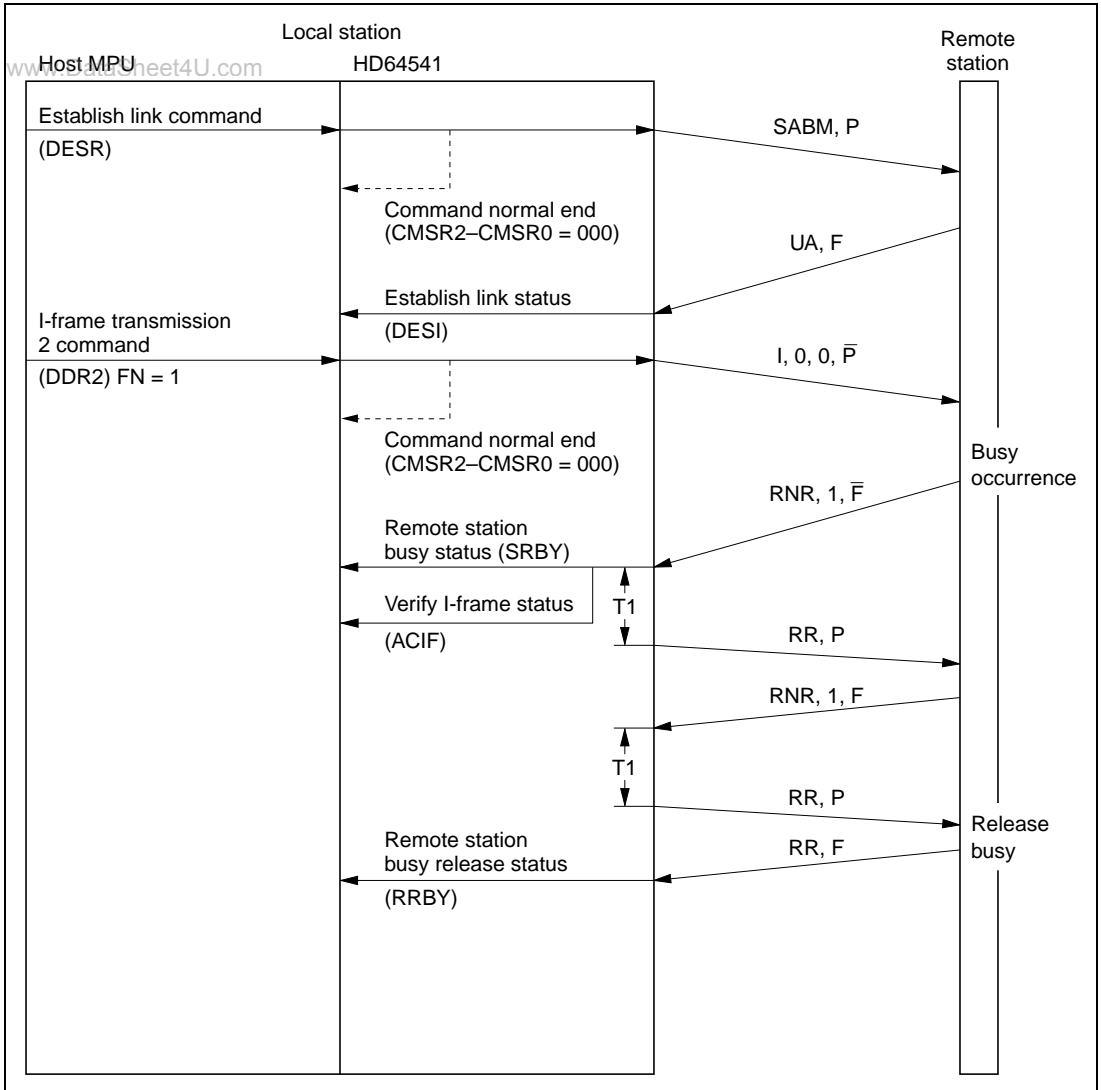 Local station
Remote
station
www.DataSheet4U.com
Host MPU
HD64541
Establish link command
(DESR)
SABM, P
Command normal end
(CMSR2–CMSR0 = 000)
UA, F
Establish link status
(DESI)
I-frame transmission
2 command
(DDR2) FN = 1
I, 0, 0, P̅
Command normal end
(CMSR2–CMSR0 = 000)
Busy
occurrence
RNR, 1, F̅
Remote station
busy status (SRBY)
T1
Verify I-frame status
(ACIF)
RR, P
RNR, 1, F
T1
RR, P
Release
busy
RR, F
Remote station
busy release status
(RRBY)